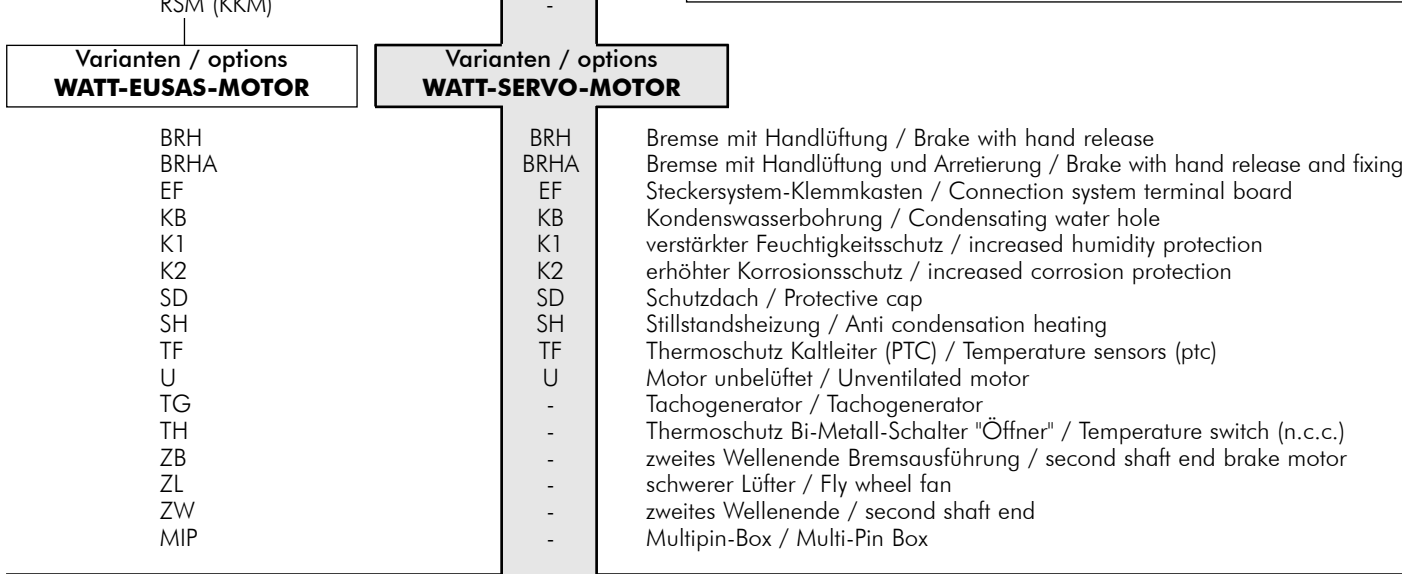 RSM (KKM) -
Varianten / options Varianten / options
WATT-EUSAS-MOTOR WATT-SERVO-MOTOR
BRH BRH Bremse mit Handlüftung / Brake with hand release
BRHA BRHA Bremse mit Handlüftung und Arretierung / Brake with hand release and fixing
EF EF Steckersystem-Klemmkasten / Connection system terminal board
KB KB Kondenswasserbohrung / Condensating water hole
K1 K1 verstärkter Feuchtigkeitsschutz / increased humidity protection
K2 K2 erhöhter Korrosionsschutz / increased corrosion protection
SD SD Schutzdach / Protective cap
SH SH Stillstandsheizung / Anti condensation heating
TF TF Thermoschutz Kaltleiter (PTC) / Temperature sensors (ptc)
U U Motor unbelüftet / Unventilated motor
TG - Tachogenerator / Tachogenerator
TH - Thermoschutz Bi-Metall-Schalter "Öffner" / Temperature switch (n.c.c.)
ZB - zweites Wellenende Bremsausführung / second shaft end brake motor
ZL - schwerer Lüfter / Fly wheel fan
ZW - zweites Wellenende / second shaft end
MIP - Multipin-Box / Multi-Pin Box